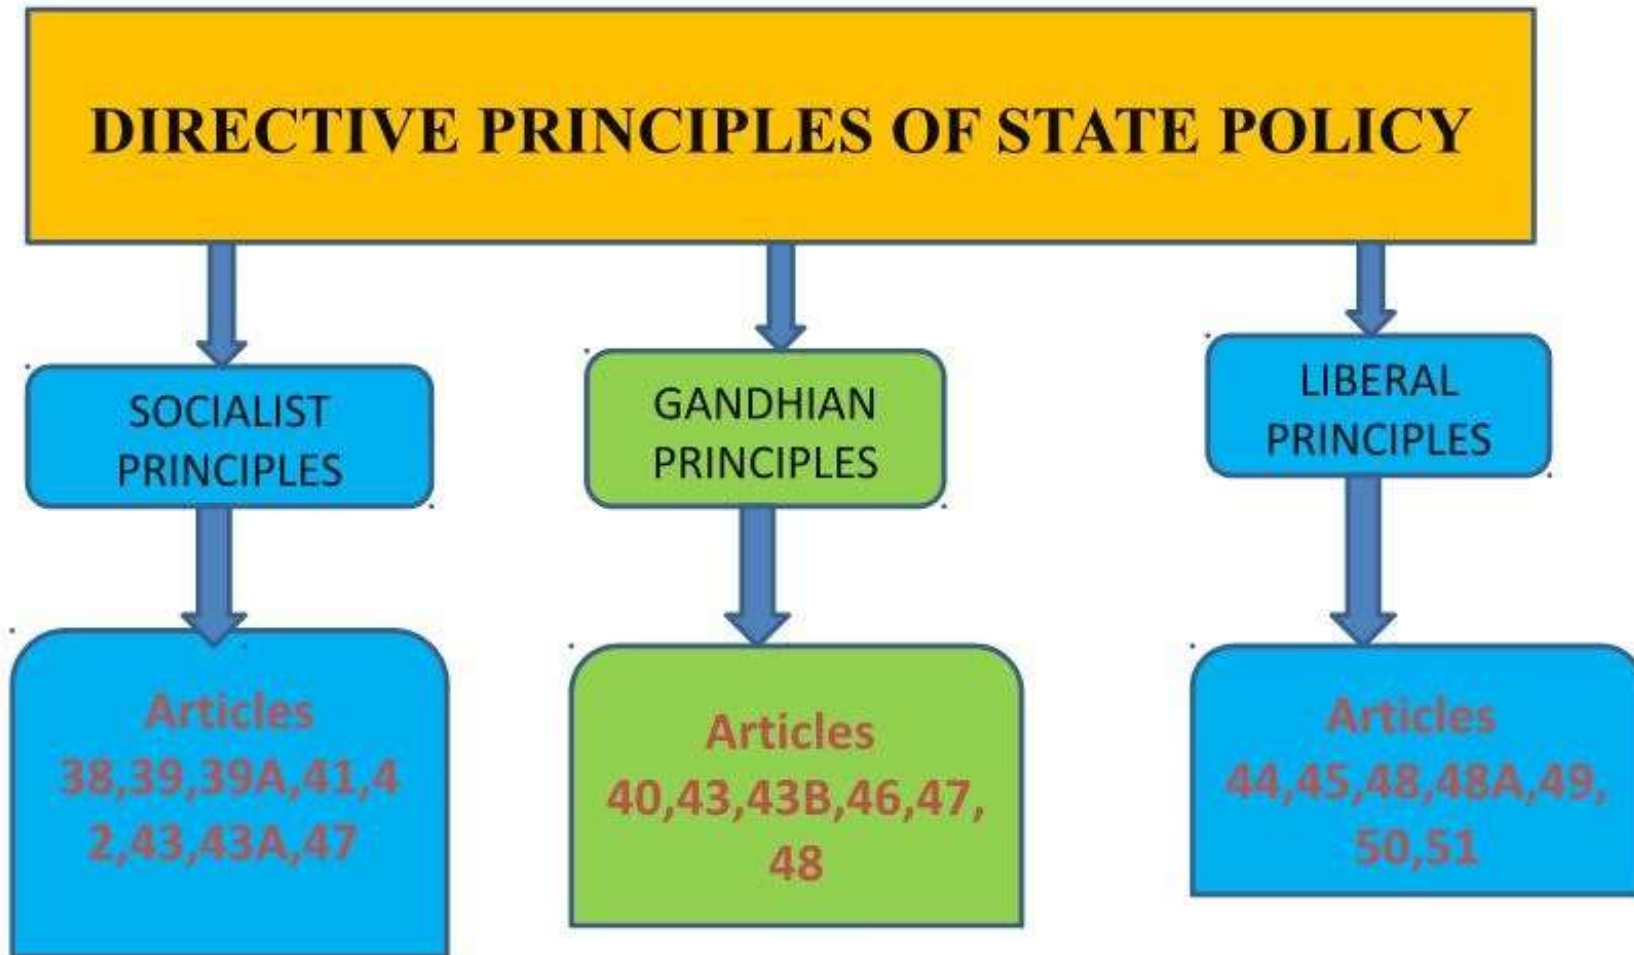 DIRECTIVE PRINCIPLES OF STATE POLICY
SOCIALIST
PRINCIPLES
GANDHIAN
PRINCIPLES
LIBERAL
PRINCIPLES
Articles
38,39,39A,41,4
2,43,43A,47
Articles
40,43,43B,46,47,
48
Articles
44,45,48,48A,49,
50,51